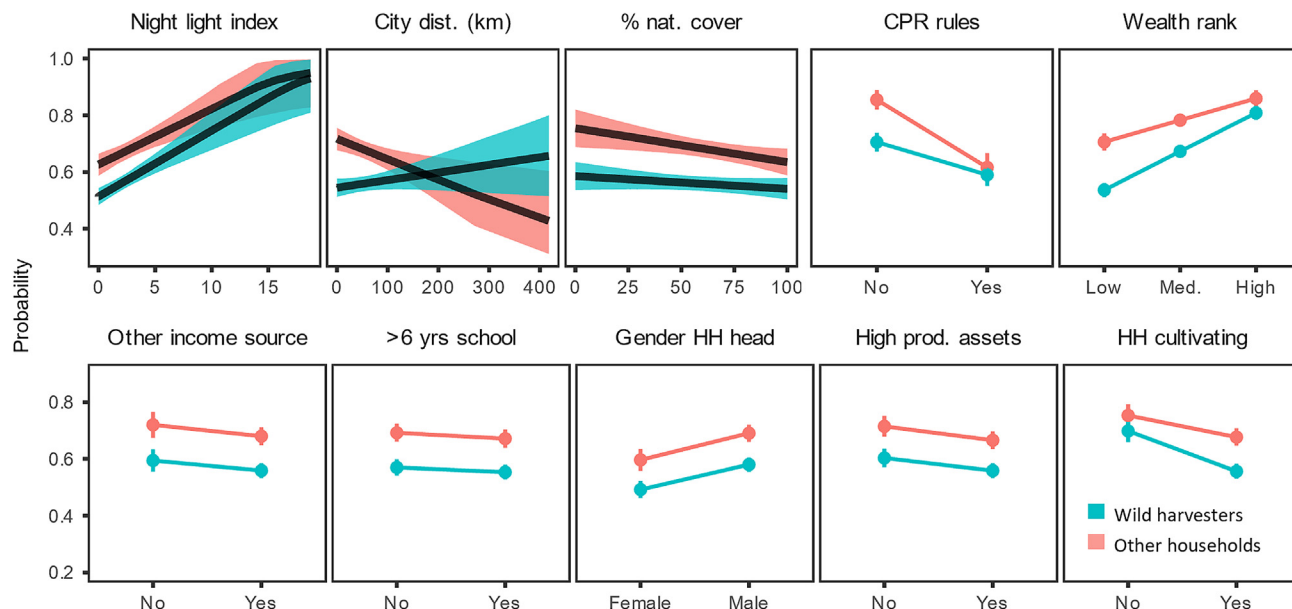 Night light index City dist. (km) % nat. cover CPR rules Wealth rank
1.0
0.8
0.6
0.4
0 5 10 15 0 100 200 300 400 0 25 50 75 100 No Yes Low Med. High
Probability
Other income source >6 yrs school Gender HH head High prod. assets HH cultivating
0.8
0.6
0.4
0.2
Wild harvesters
Other households
No Yes No Yes Female Male No Yes No Yes